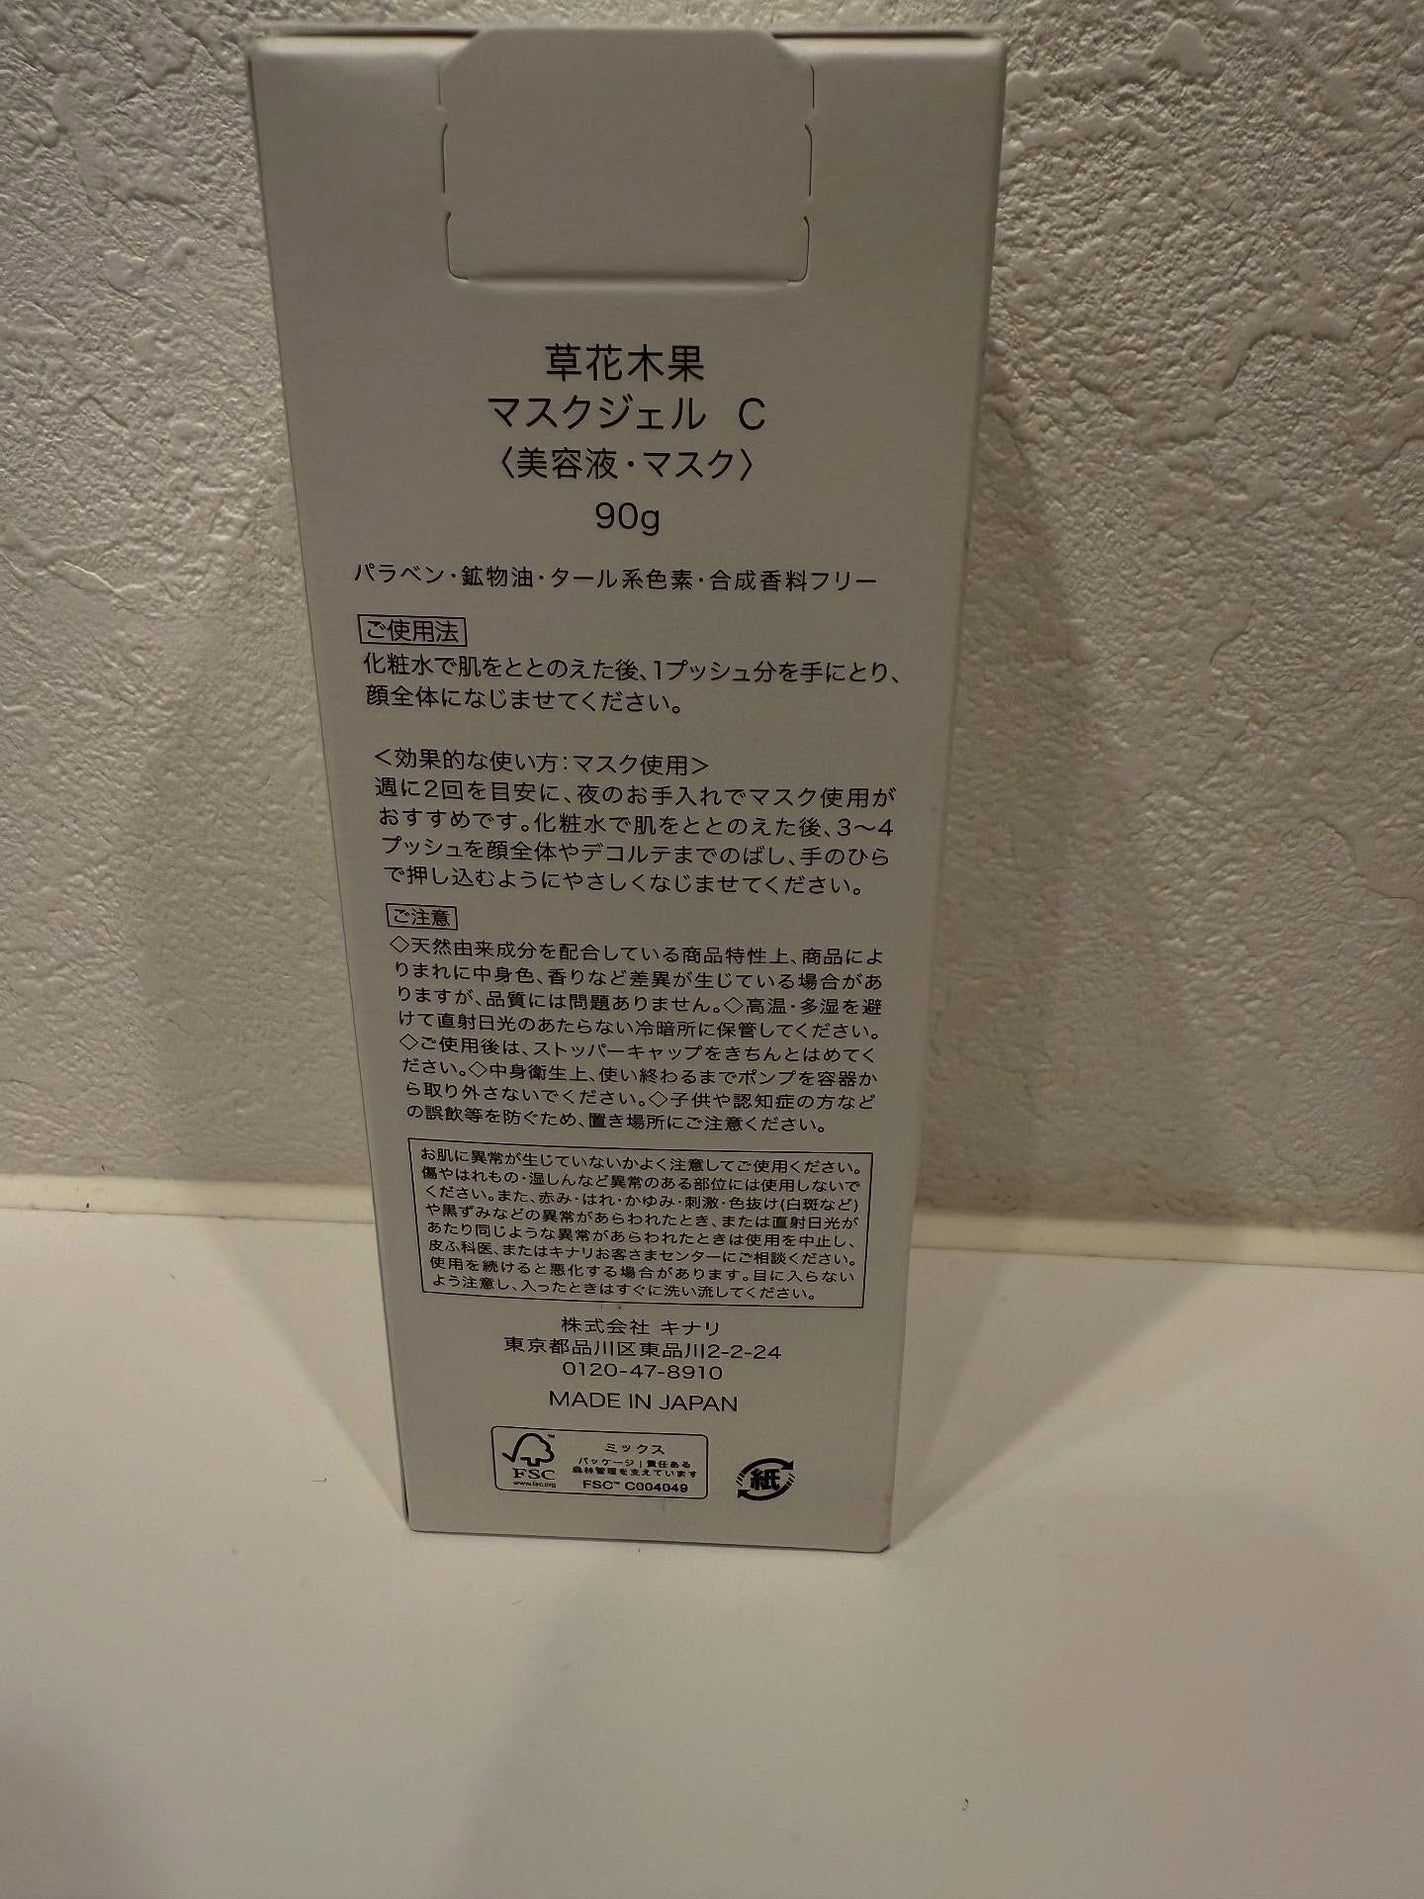 草花木果
マスクジェル C
〈美容液・マスク〉
90g
パラベン・鉱物油・タール系色素・合成香料フリー
ご使用法
化粧水で肌をととのえた後、1プッシュ分を手にとり、
顔全体になじませてください。
＜効果的な使い方：マスク使用＞
週に2回を目安に、夜のお手入れでマスク使用が
おすすめです。化粧水で肌をととのえた後、3〜4
プッシュを顔全体やデコルテまでのばし、手のひら
で押し込むようにやさしくなじませてください。
ご注意
◇天然由来成分を配合している商品特性上、商品によ
りまれに中身色、香りなど差異が生じている場合があ
りますが、品質には問題ありません。◇高温・多湿を避
けて直射日光のあたらない冷暗所に保管してください。
◇ご使用後は、ストッパーキャップをきちんとはめてく
ださい。◇中身衛生上、使い終わるまでポンプを容器か
ら取り外さないでください。◇子供や認知症の方など
の誤飲等を防ぐため、置き場所にご注意ください。
お肌に異常が生じていないかよく注意してご使用ください。
傷やはれもの・湿しんなど異常のある部位には使用しないで
ください。また、赤み・はれ・かゆみ・刺激・色抜け(白斑など)
や黒ずみなどの異常があらわれたとき、または直射日光が
あたり同じような異常があらわれたときは使用を中止し、
皮ふ科医、またはキナリお客さまセンターにご相談ください。
使用を続けると悪化する場合があります。目に入らない
よう注意し、入ったときはすぐに洗い流してください。
株式会社 キナリ
東京都品川区東品川2-2-24
0120-47-8910
MADE IN JAPAN
FSC
www.fsc.org
ミックス
パッケージ｜責任ある
森林管理を支えています
FSC™ C004049
紙